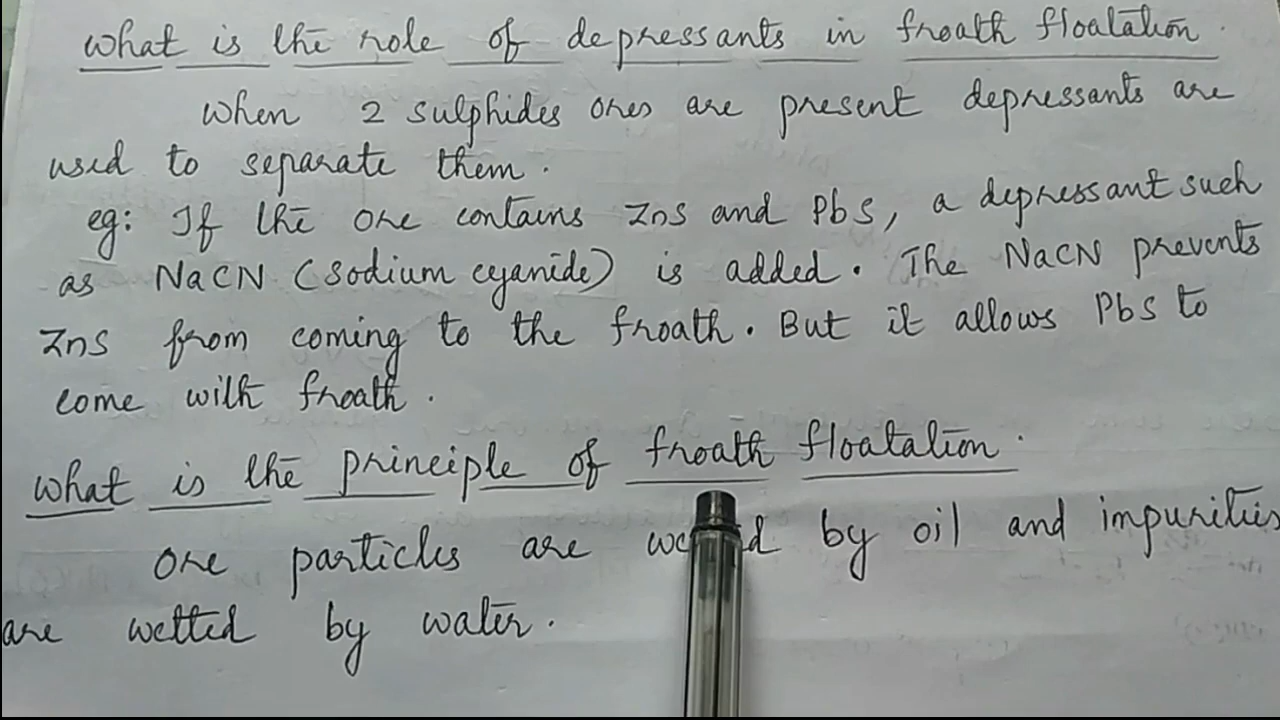 What is the role of depressants in froath floatation.
When 2 sulphides ores are present depressants are
used to separate them.
eg: If the ore contains ZnS and PbS, a depressant such
as NaCN (sodium cyanide) is added. The NaCN prevents
ZnS from coming to the froath. But it allows PbS to
come with froath.
What is the principle of froath floatation.
Ore particles are by oil and impurities
are wetted by water.